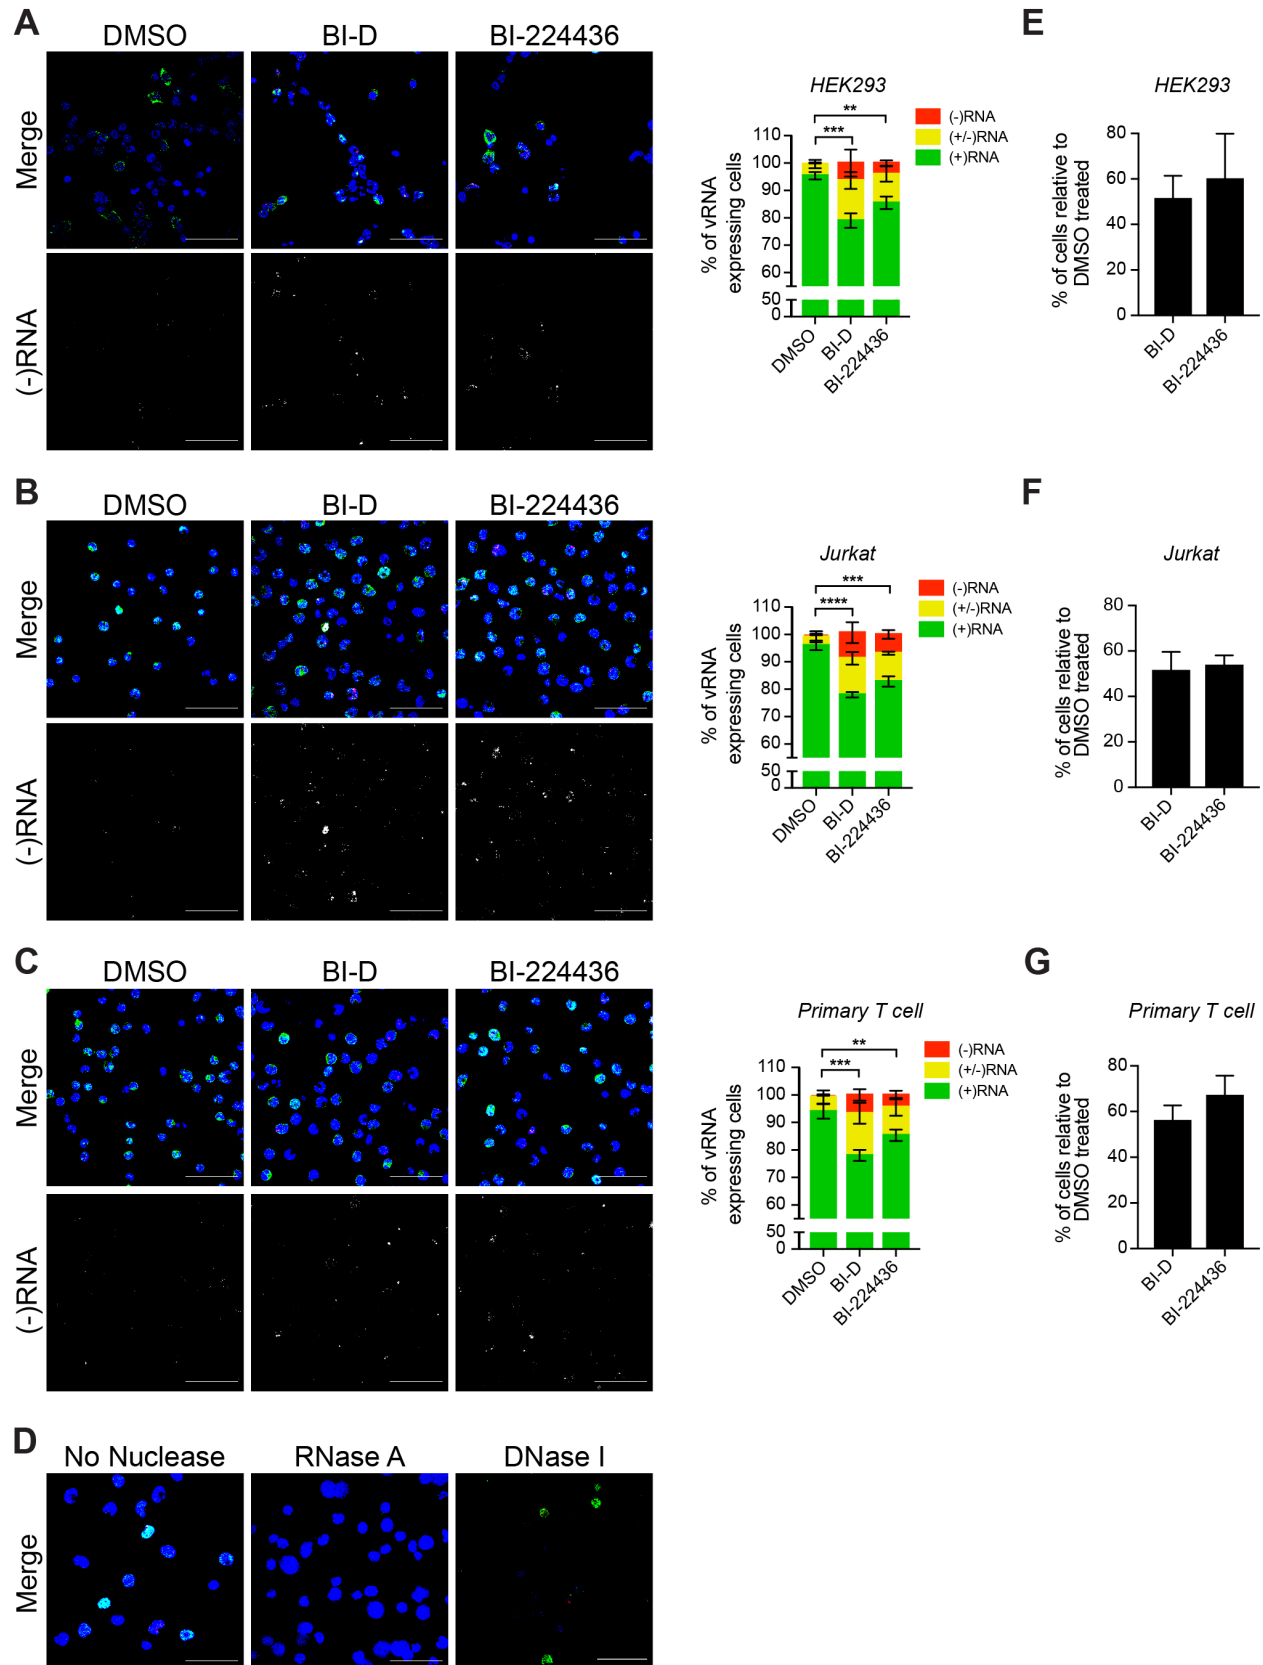 A
DMSO
BI-D
BI-224436
Merge
(-)RNA
HEK293
(-)RNA
(+/-)RNA
(+)RNA
**
***
% of vRNA
expressing cells
110
100
90
80
70
60
50
0
DMSO
BI-D
BI-224436
E
HEK293
% of cells relative to
DMSO treated
80
60
40
20
0
BI-D
BI-224436
B
DMSO
BI-D
BI-224436
Merge
(-)RNA
Jurkat
(-)RNA
(+/-)RNA
(+)RNA
***
****
% of vRNA
expressing cells
110
100
90
80
70
60
50
0
DMSO
BI-D
BI-224436
F
Jurkat
% of cells relative to
DMSO treated
80
60
40
20
0
BI-D
BI-224436
C
DMSO
BI-D
BI-224436
Merge
(-)RNA
Primary T cell
(-)RNA
(+/-)RNA
(+)RNA
**
***
% of vRNA
expressing cells
110
100
90
80
70
60
50
0
DMSO
BI-D
BI-224436
G
Primary T cell
% of cells relative to
DMSO treated
80
60
40
20
0
BI-D
BI-224436
D
No Nuclease
RNase A
DNase I
Merge